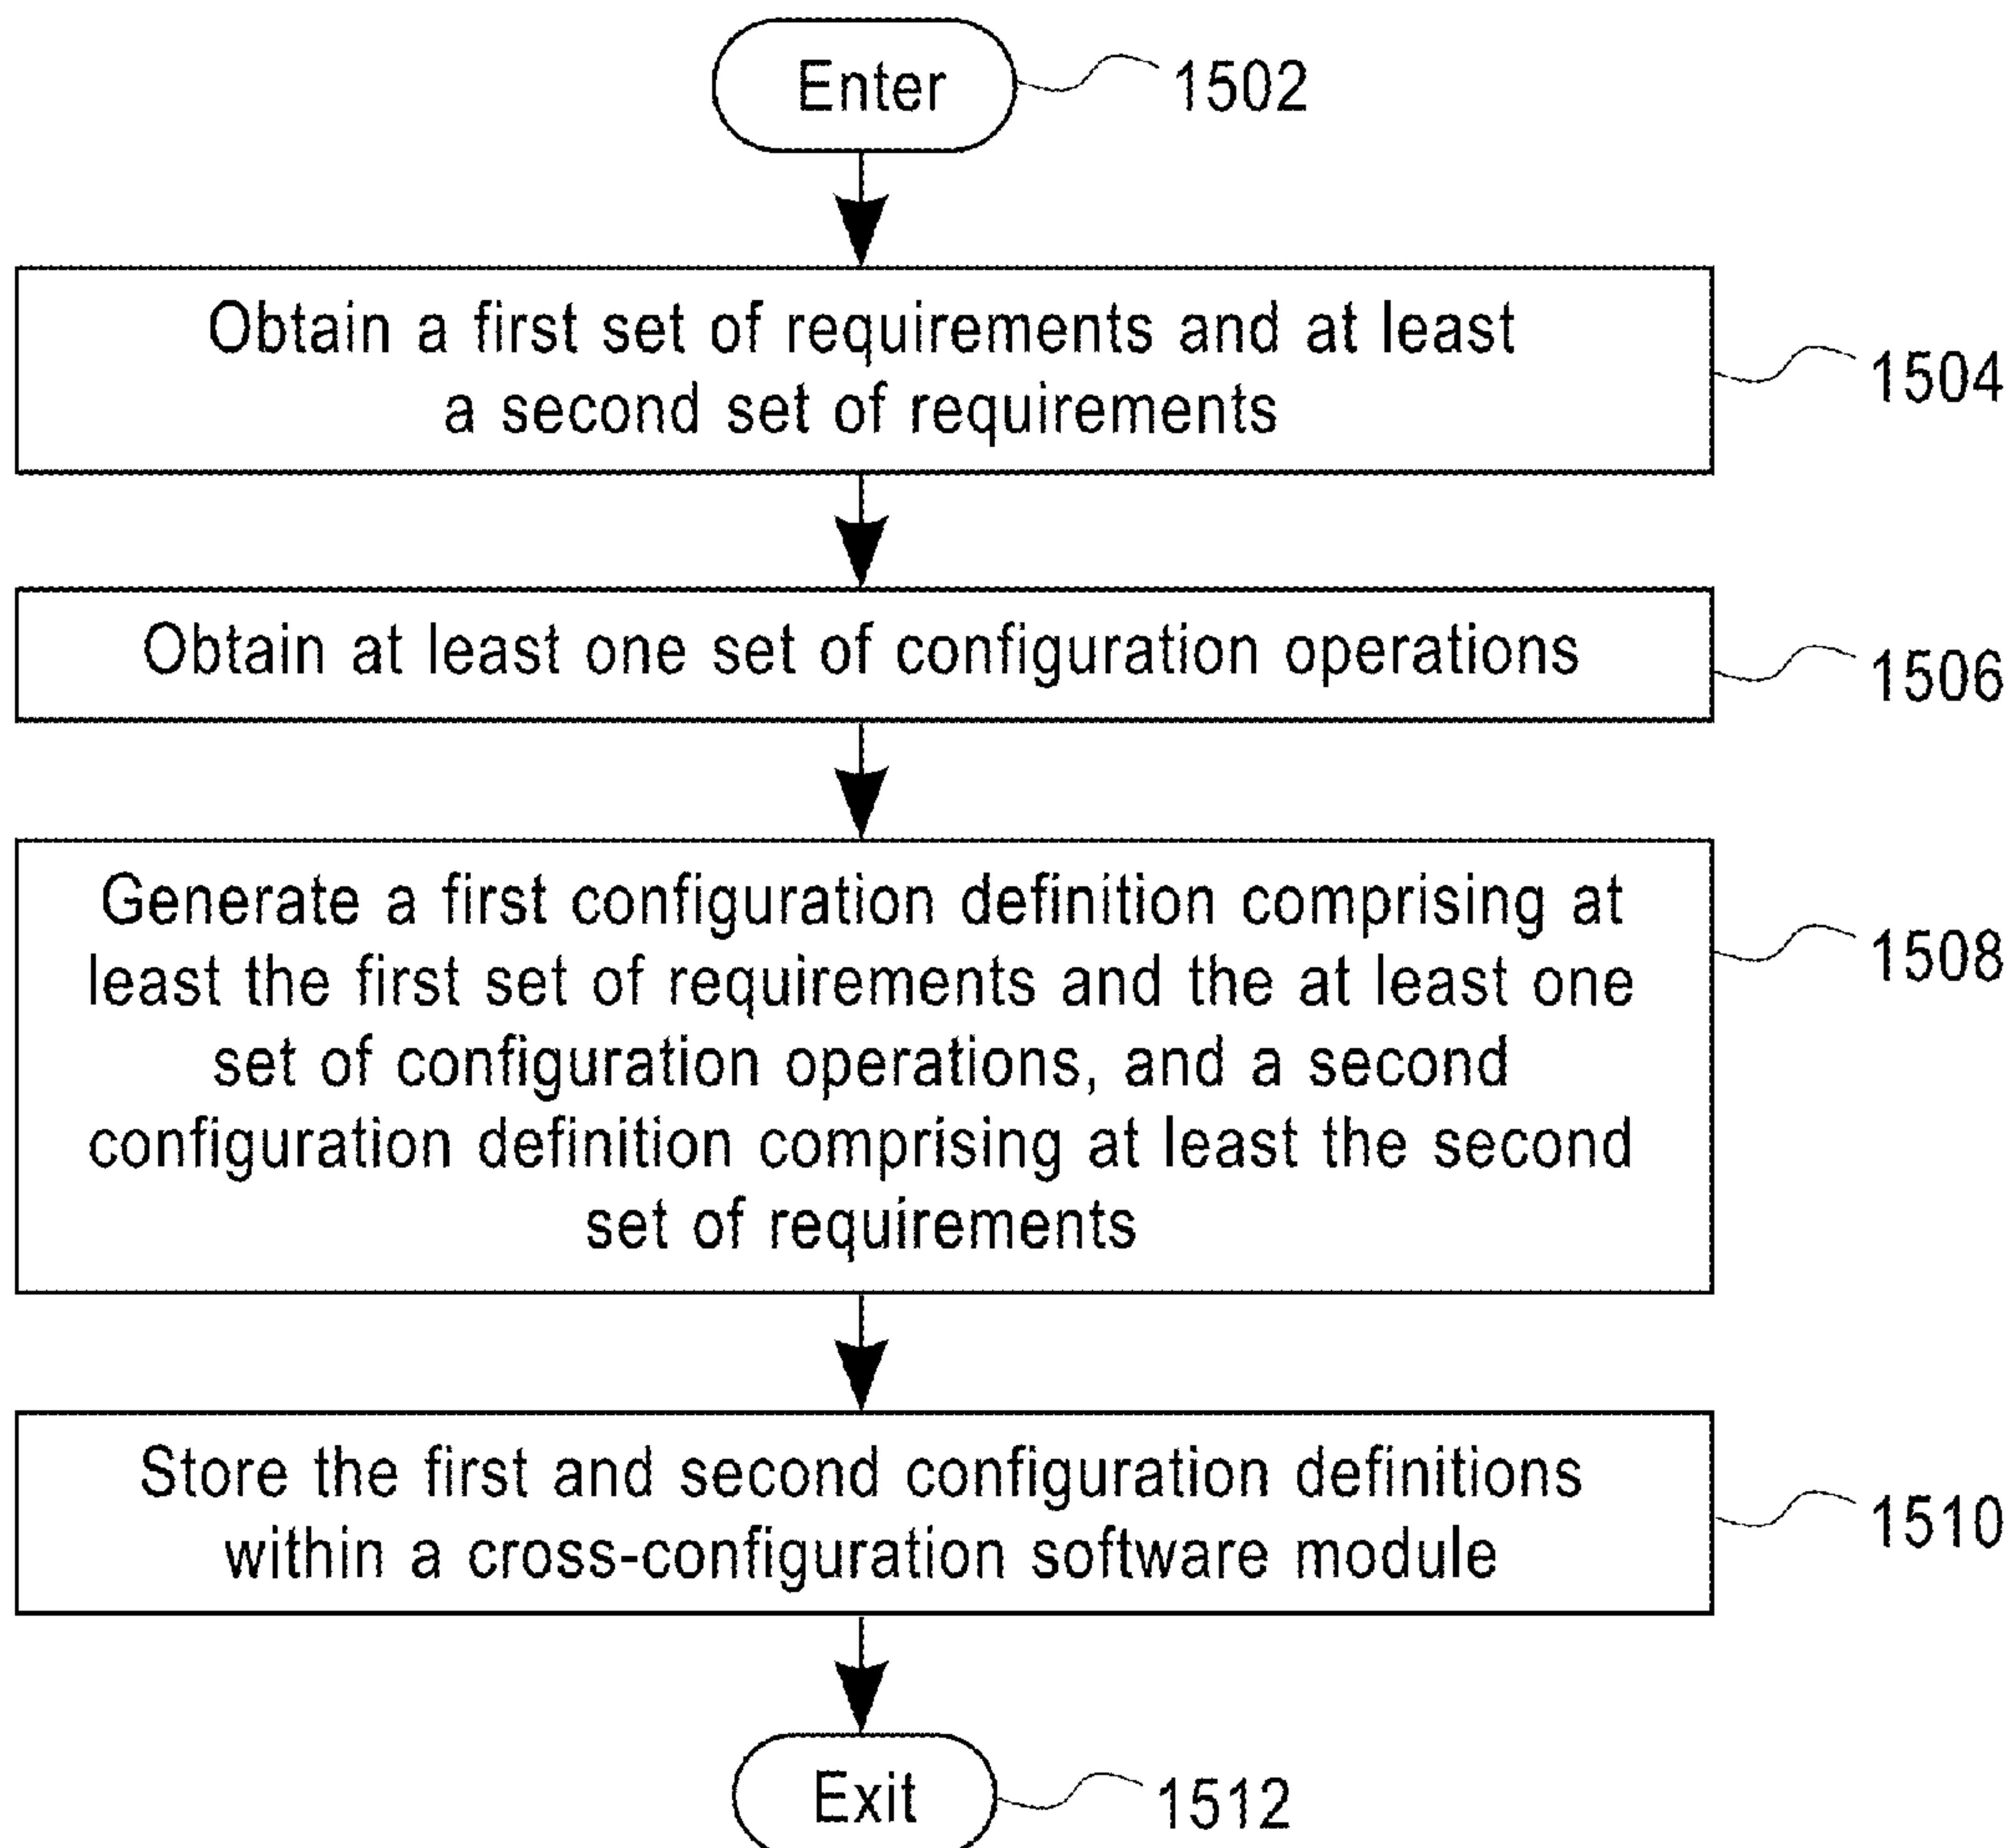 Enter
1502
Obtain a first set of requirements and at least
a second set of requirements
1504
Obtain at least one set of configuration operations
1506
Generate a first configuration definition comprising at
least the first set of requirements and the at least one
set of configuration operations, and a second
configuration definition comprising at least the second
set of requirements
1508
Store the first and second configuration definitions
within a cross-configuration software module
1510
Exit
1512